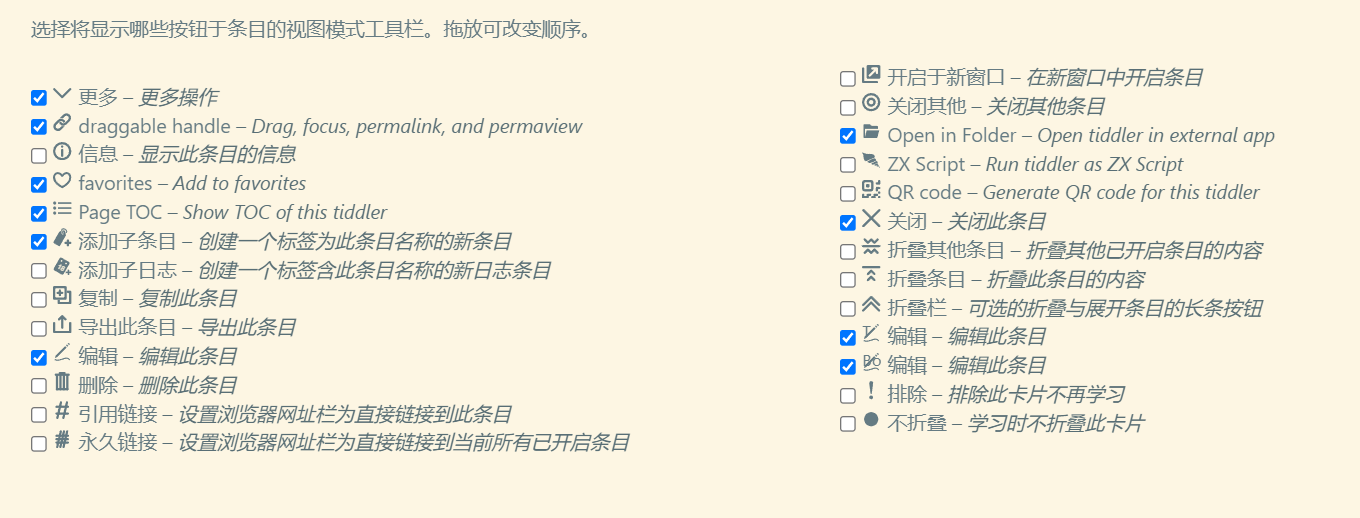 选择将显示哪些按钮于条目的视图模式工具栏。拖放可改变顺序。
更多 – 更多操作
draggable handle – Drag, focus, permalink, and permaview
信息 – 显示此条目的信息
favorites – Add to favorites
Page TOC – Show TOC of this tiddler
添加子条目 – 创建一个标签为此条目名称的新条目
添加子日志 – 创建一个标签含此条目名称的新日志条目
复制 – 复制此条目
导出此条目 – 导出此条目
编辑 – 编辑此条目
删除 – 删除此条目
引用链接 – 设置浏览器网址栏为直接链接到此条目
永久链接 – 设置浏览器网址栏为直接链接到当前所有已开启条目
开启于新窗口 – 在新窗口中开启条目
关闭其他 – 关闭其他条目
Open in Folder – Open tiddler in external app
ZX Script – Run tiddler as ZX Script
QR code – Generate QR code for this tiddler
关闭 – 关闭此条目
折叠其他条目 – 折叠其他已开启条目的内容
折叠条目 – 折叠此条目的内容
折叠栏 – 可选的折叠与展开条目的长条按钮
编辑 – 编辑此条目
编辑 – 编辑此条目
排除 – 排除此卡片不再学习
不折叠 – 学习时不折叠此卡片